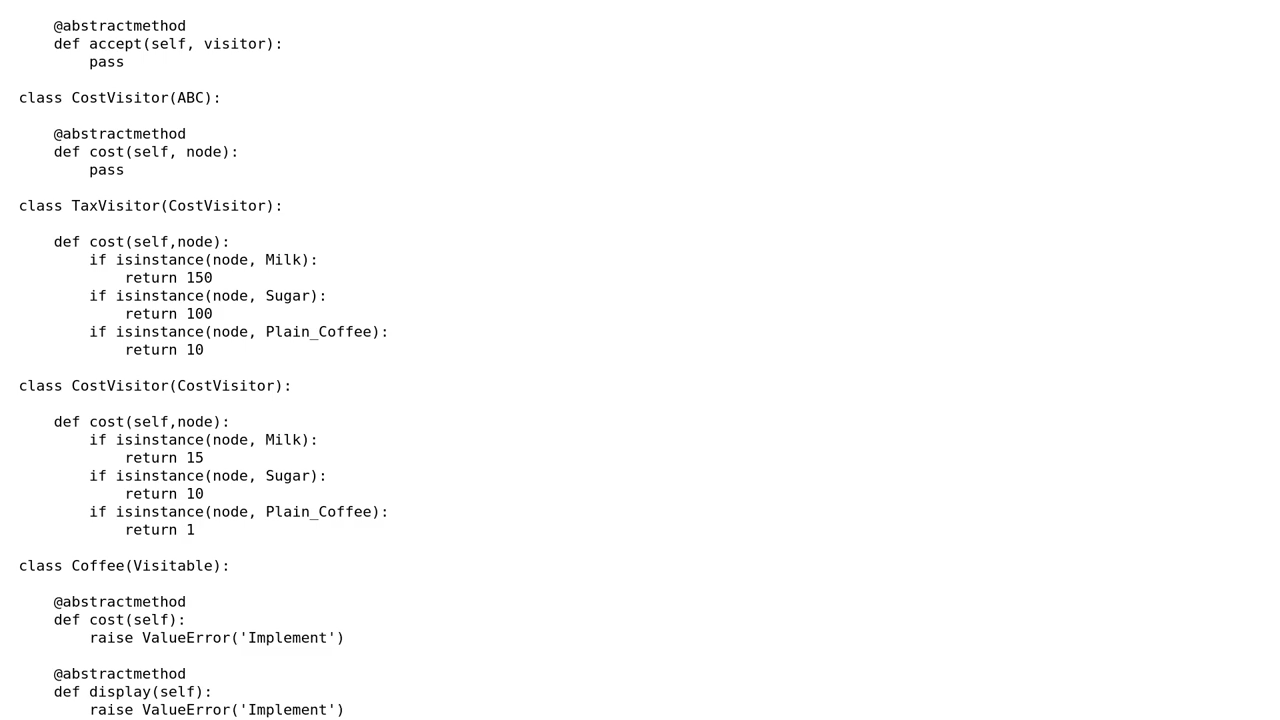 @abstractmethod
    def accept(self, visitor):
        pass

class CostVisitor(ABC):

    @abstractmethod
    def cost(self, node):
        pass

class TaxVisitor(CostVisitor):

    def cost(self,node):
        if isinstance(node, Milk):
            return 150
        if isinstance(node, Sugar):
            return 100
        if isinstance(node, Plain_Coffee):
            return 10

class CostVisitor(CostVisitor):

    def cost(self,node):
        if isinstance(node, Milk):
            return 15
        if isinstance(node, Sugar):
            return 10
        if isinstance(node, Plain_Coffee):
            return 1

class Coffee(Visitable):

    @abstractmethod
    def cost(self):
        raise ValueError('Implement')

    @abstractmethod
    def display(self):
        raise ValueError('Implement')